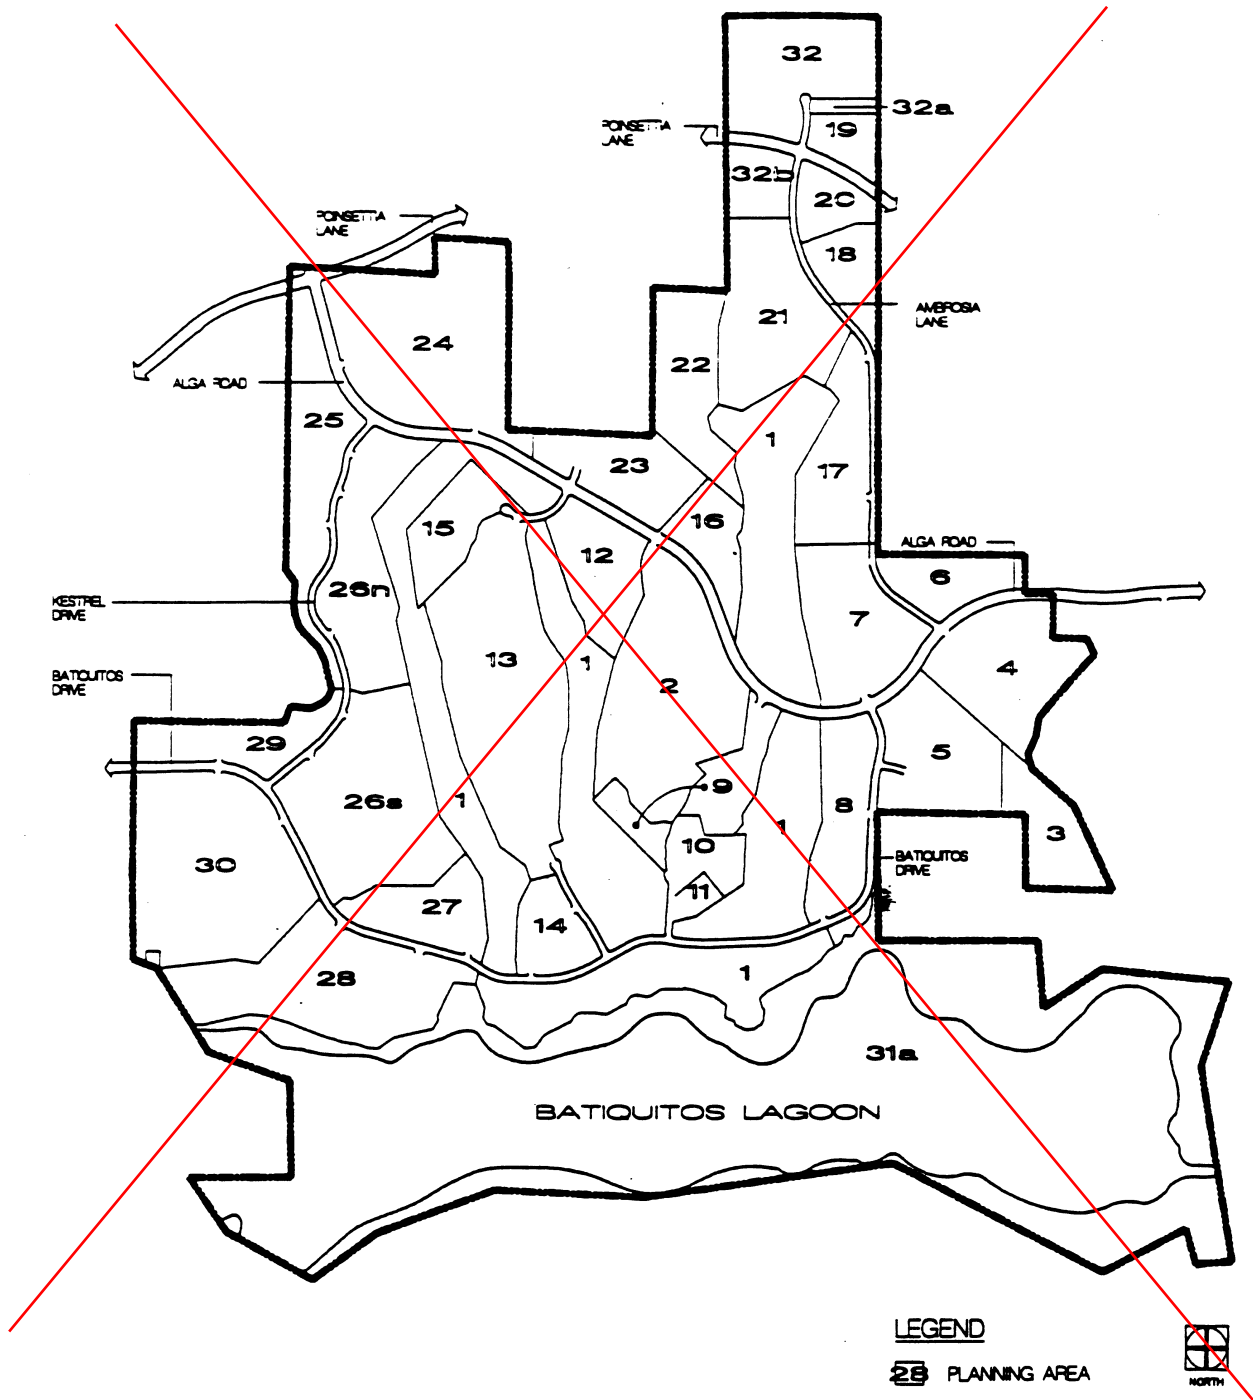 32
32a
19
POINSETTIA
LANE
32b
20
POINSETTIA
LANE
18
AMBROSIA
LANE
21
24
22
ALGA ROAD
25
1
23
17
16
15
12
ALGA ROAD
6
26n
KESTREL
DRIVE
7
13
1
4
BATIQUITOS
DRIVE
2
29
5
9
26s
1
8
1
3
10
30
BATIQUITOS
DRIVE
11
27
14
28
1
31a
BATIQUITOS LAGOON
LEGEND
28 PLANNING AREA
NORTH